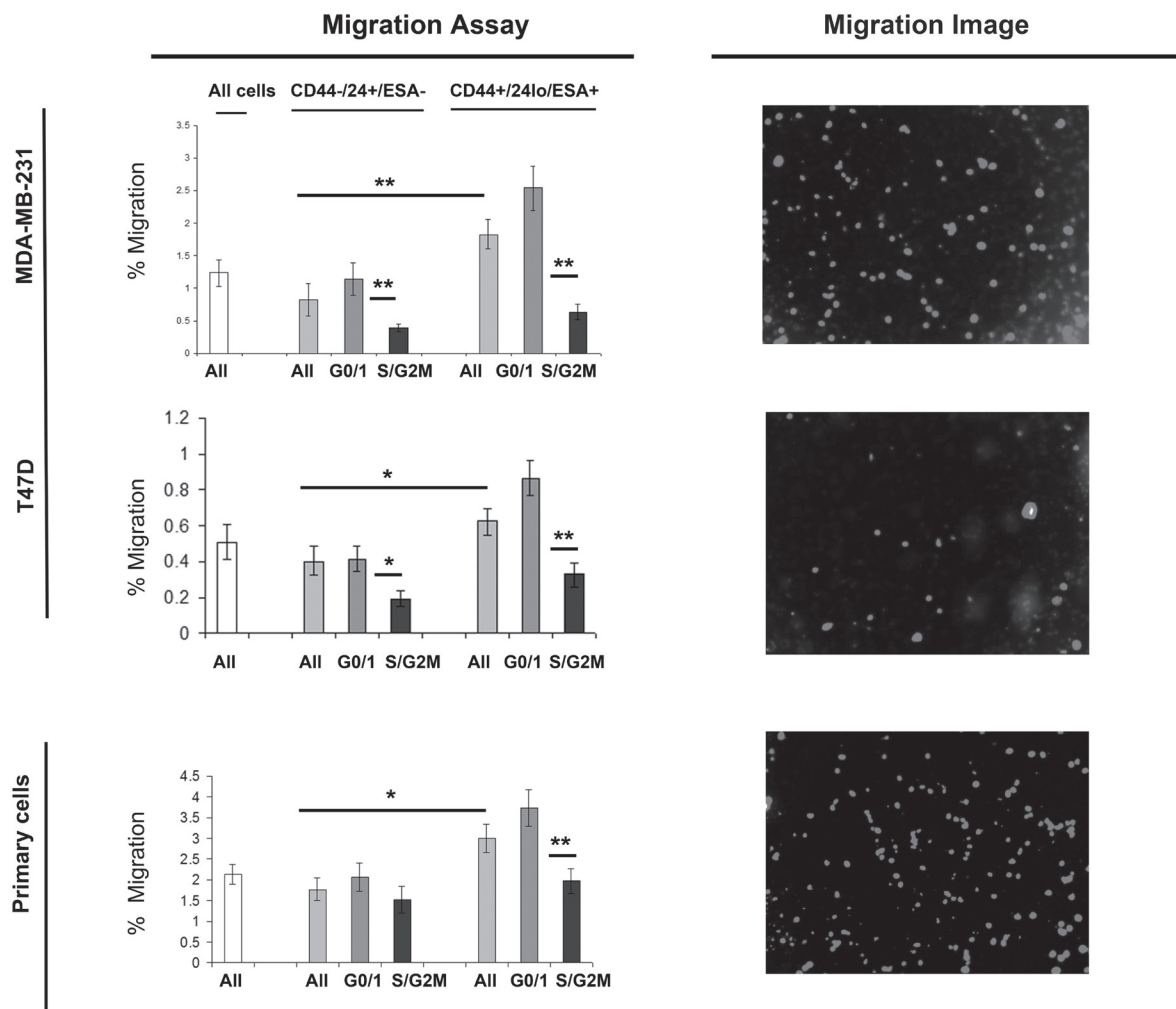 Migration Assay
Migration Image
All cells CD44-/24+/ESA- CD44+/24lo/ESA+
MDA-MB-231
% Migration
3.5
3
2.5
2
1.5
1
0.5
0
**
**
**
All All G0/1 S/G2M All G0/1 S/G2M
T47D
% Migration
1.2
1
0.8
0.6
0.4
0.2
0
*
*
**
All All G0/1 S/G2M All G0/1 S/G2M
Primary cells
% Migration
4.5
4
3.5
3
2.5
2
1.5
1
0.5
0
*
**
All All G0/1 S/G2M All G0/1 S/G2M